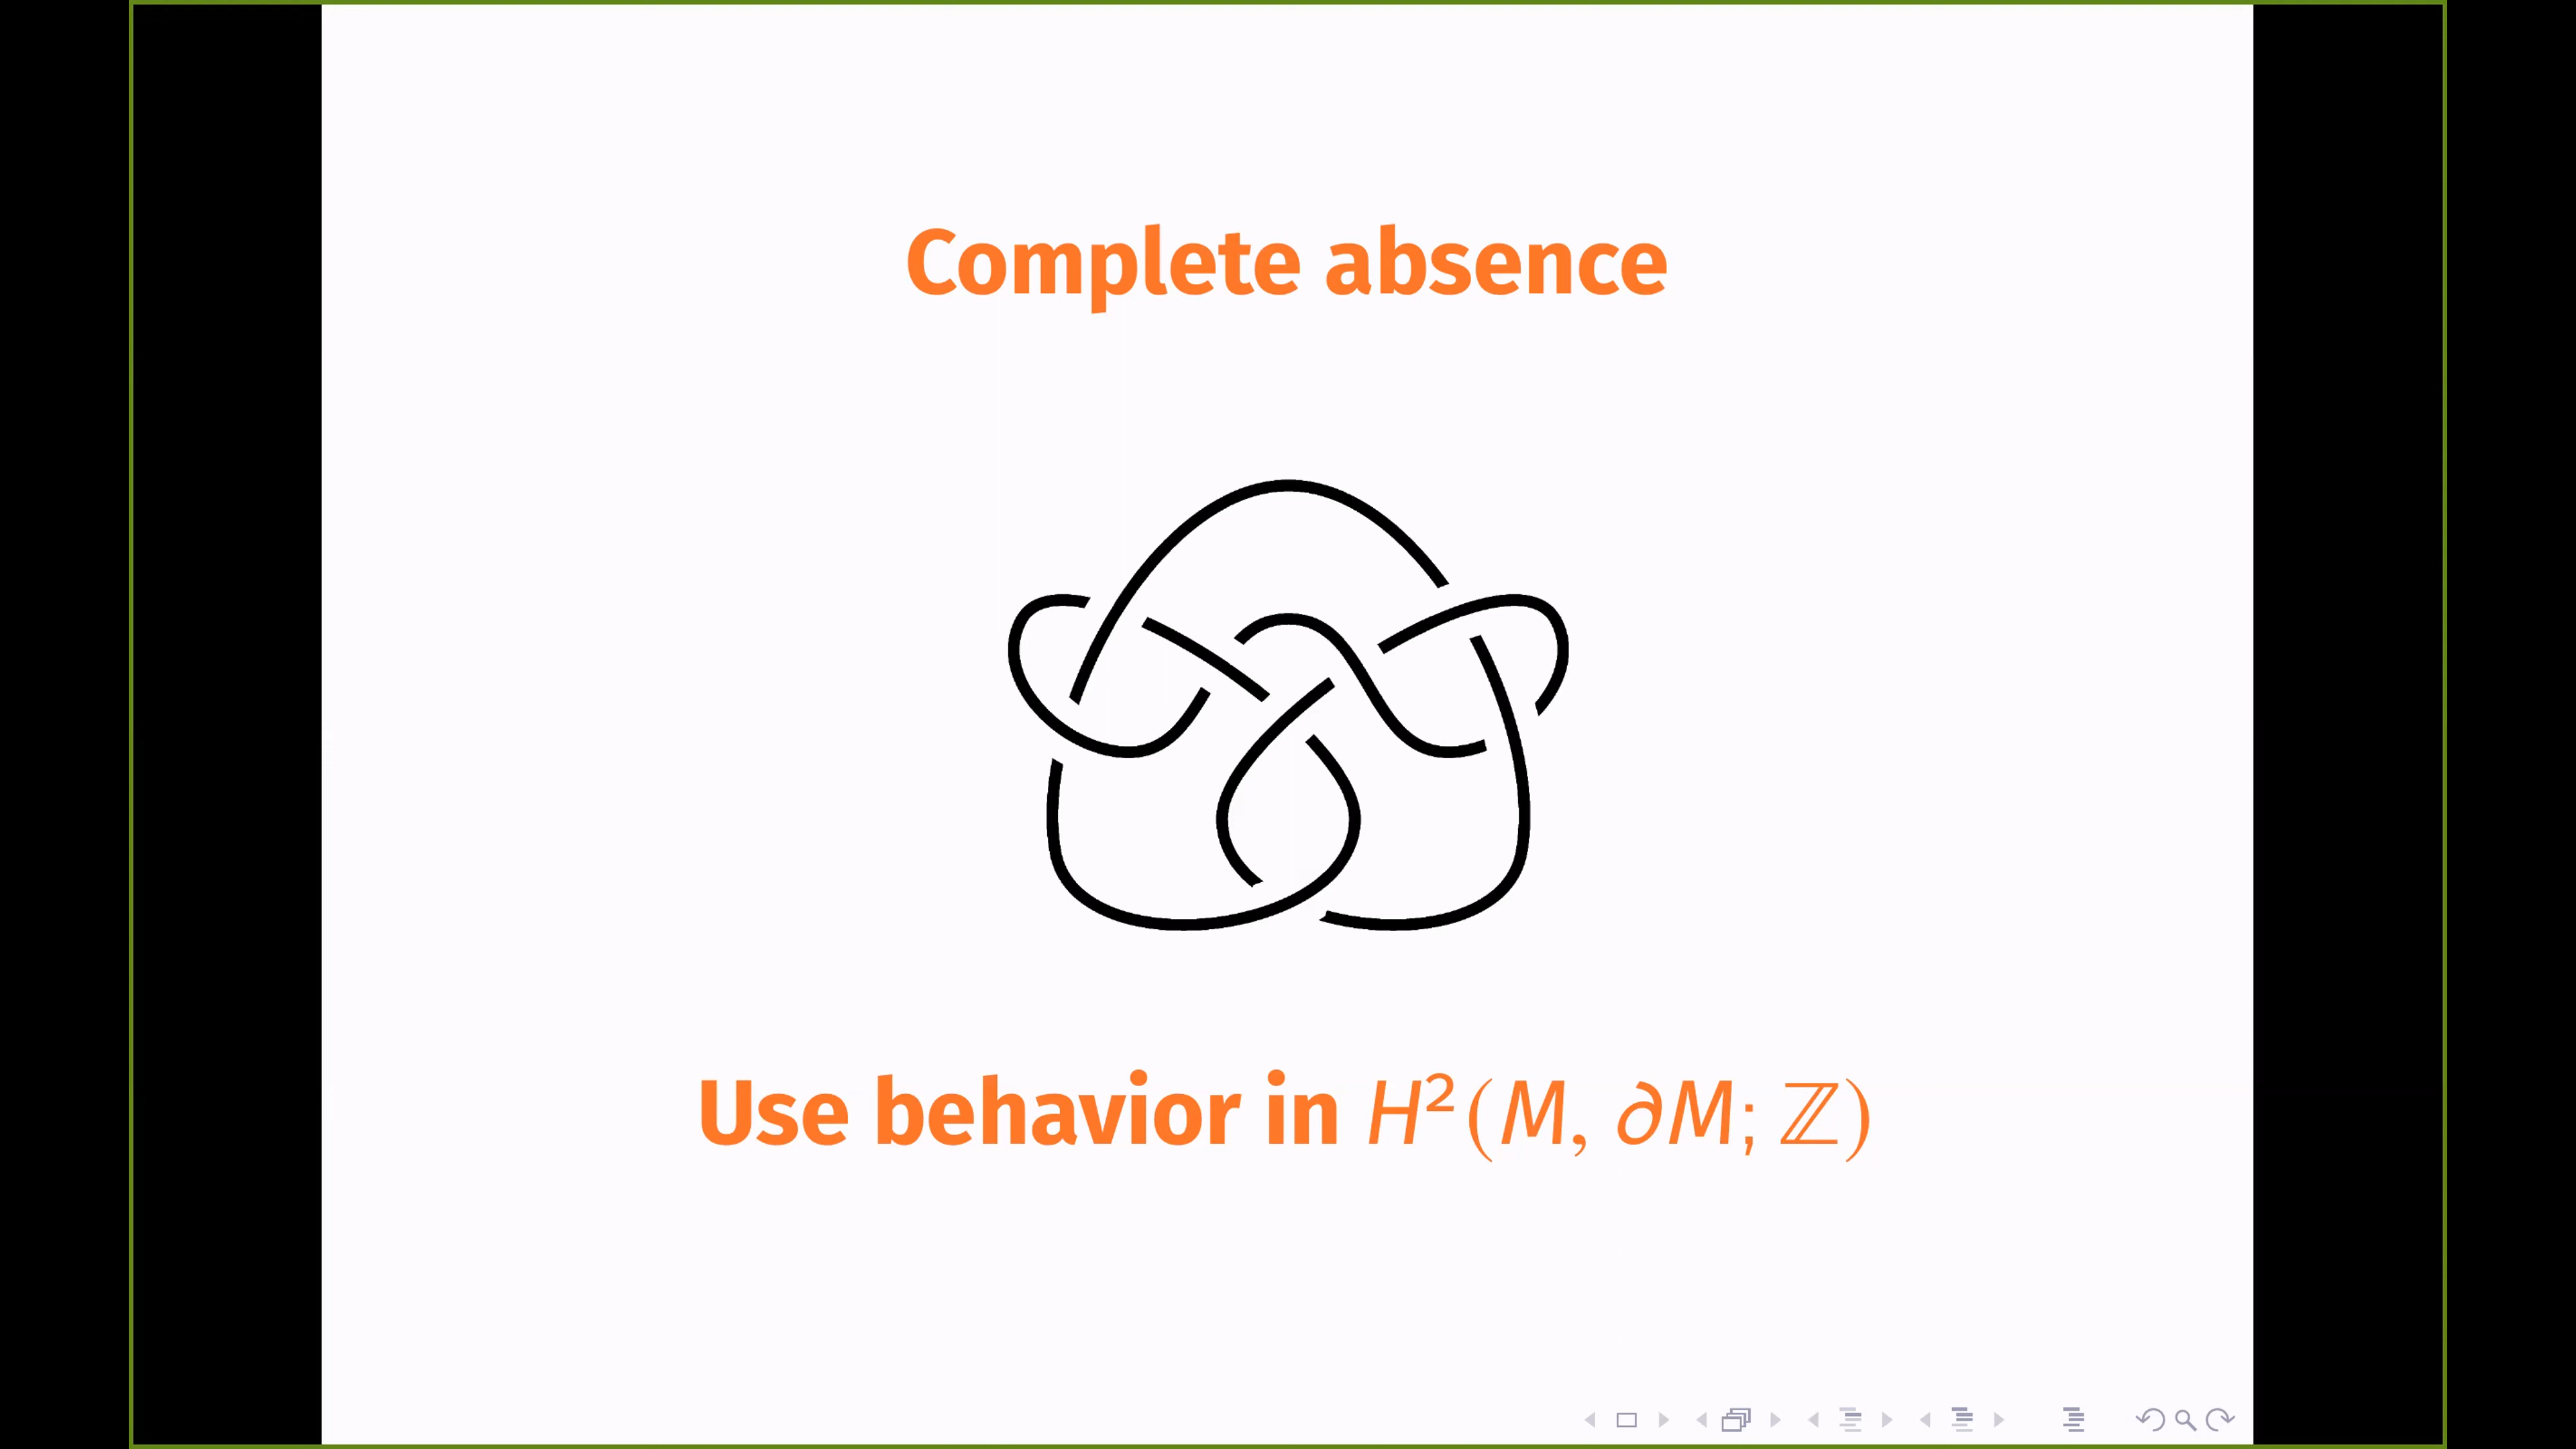 Complete absence
Use behavior in H²(M, ∂M; ℤ)